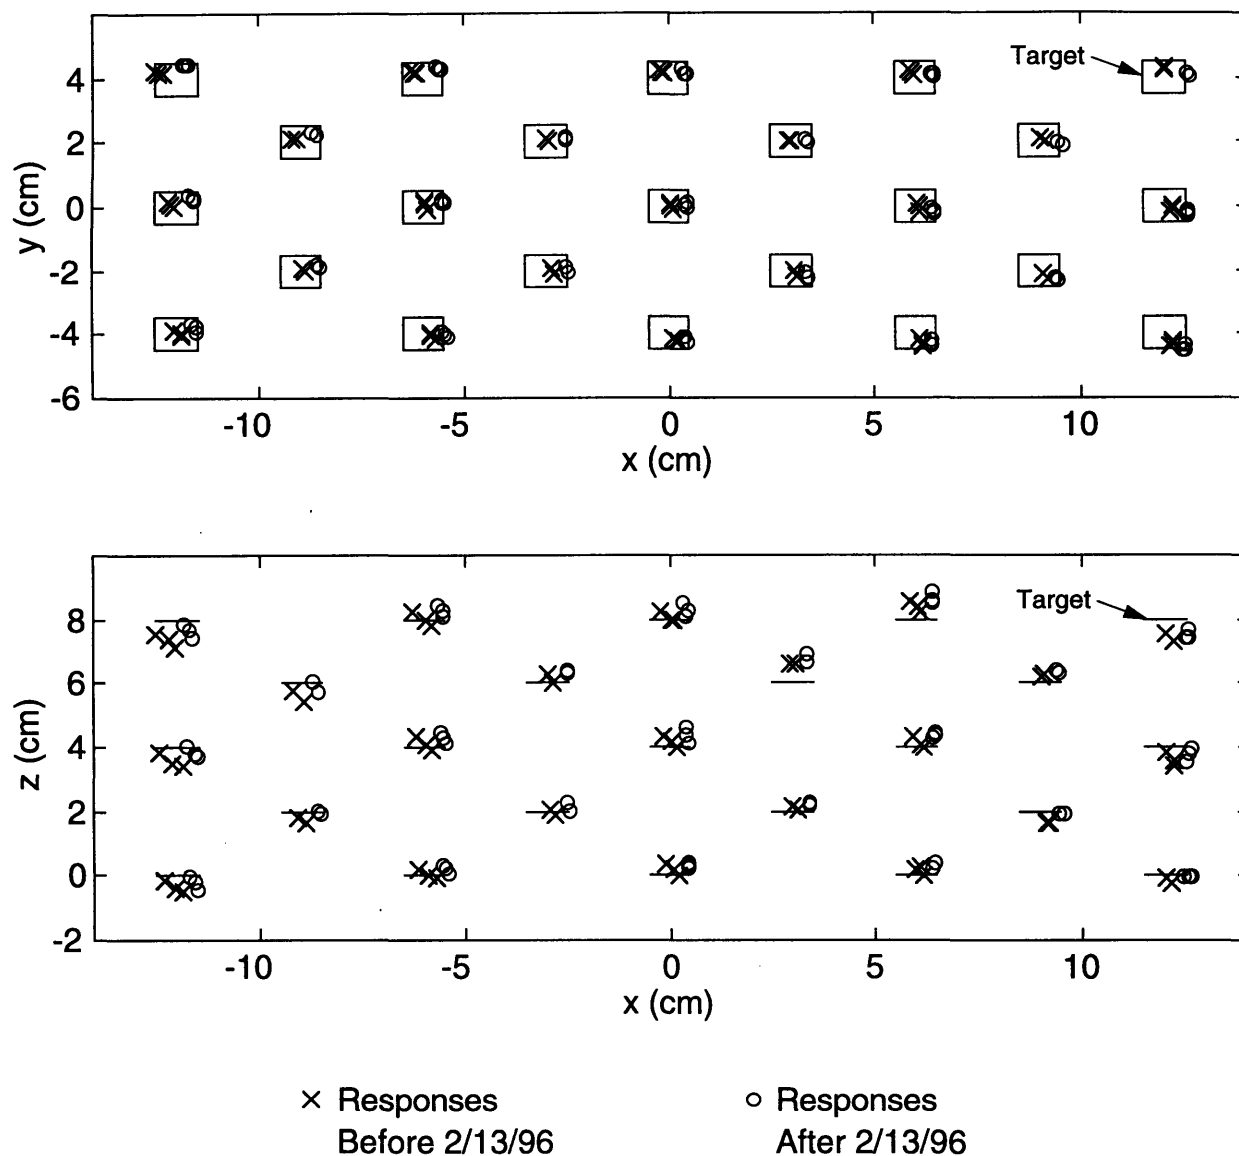 Target
4
2
0
-2
-4
-6
y (cm)
-10 -5 0 5 10
x (cm)
Target
8
6
4
2
0
-2
z (cm)
-10 -5 0 5 10
x (cm)
Responses
Before 2/13/96
Responses
After 2/13/96